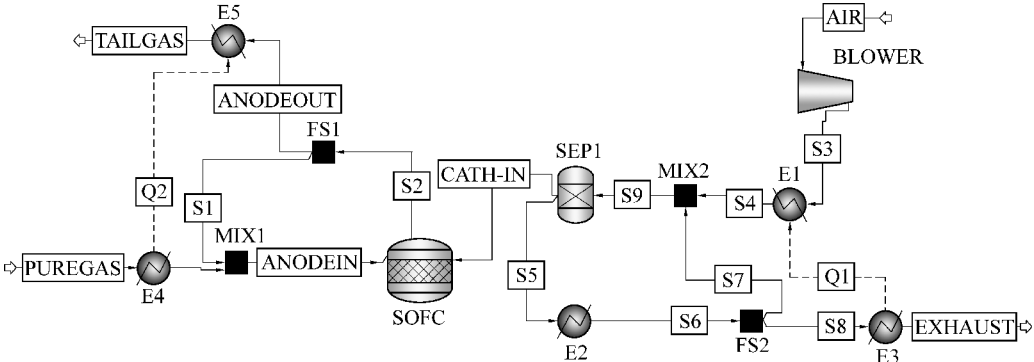 E5
AIR
TAILGAS
BLOWER
ANODEOUT
FS1
S3
SEP1
E1
CATH-IN
MIX2
Q2
S2
S9
S4
S1
MIX1
PUREGAS
ANODEIN
S5
S7
Q1
E4
SOFC
S6
S8
EXHAUST
E2
FS2
E3